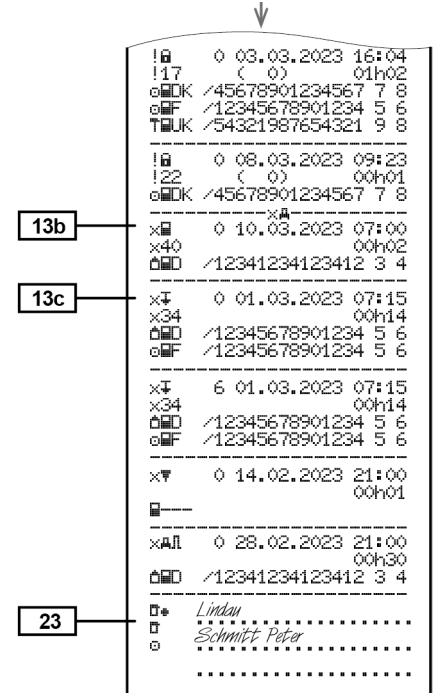 ! 0 03.03.2023 16:04
!17 ( 0) 01h02
DK /45678901234567 7 8
F /12345678901234 5 6
T UK /54321987654321 9 8
! 0 08.03.2023 09:23
!22 ( 0) 00h01
DK /45678901234567 7 8
x
13b
x 0 10.03.2023 07:00
x40 00h02
D /12341234123412 3 4
13c
x 0 01.03.2023 07:15
x34 00h14
D /12345678901234 5 6
F /12345678901234 5 6
x 6 01.03.2023 07:15
x34 00h14
D /12345678901234 5 6
F /12345678901234 5 6
x 0 14.02.2023 21:00
00h01
---
x 0 28.02.2023 21:00
00h30
D /12341234123412 3 4
23
Lindau
Schmitt Peter